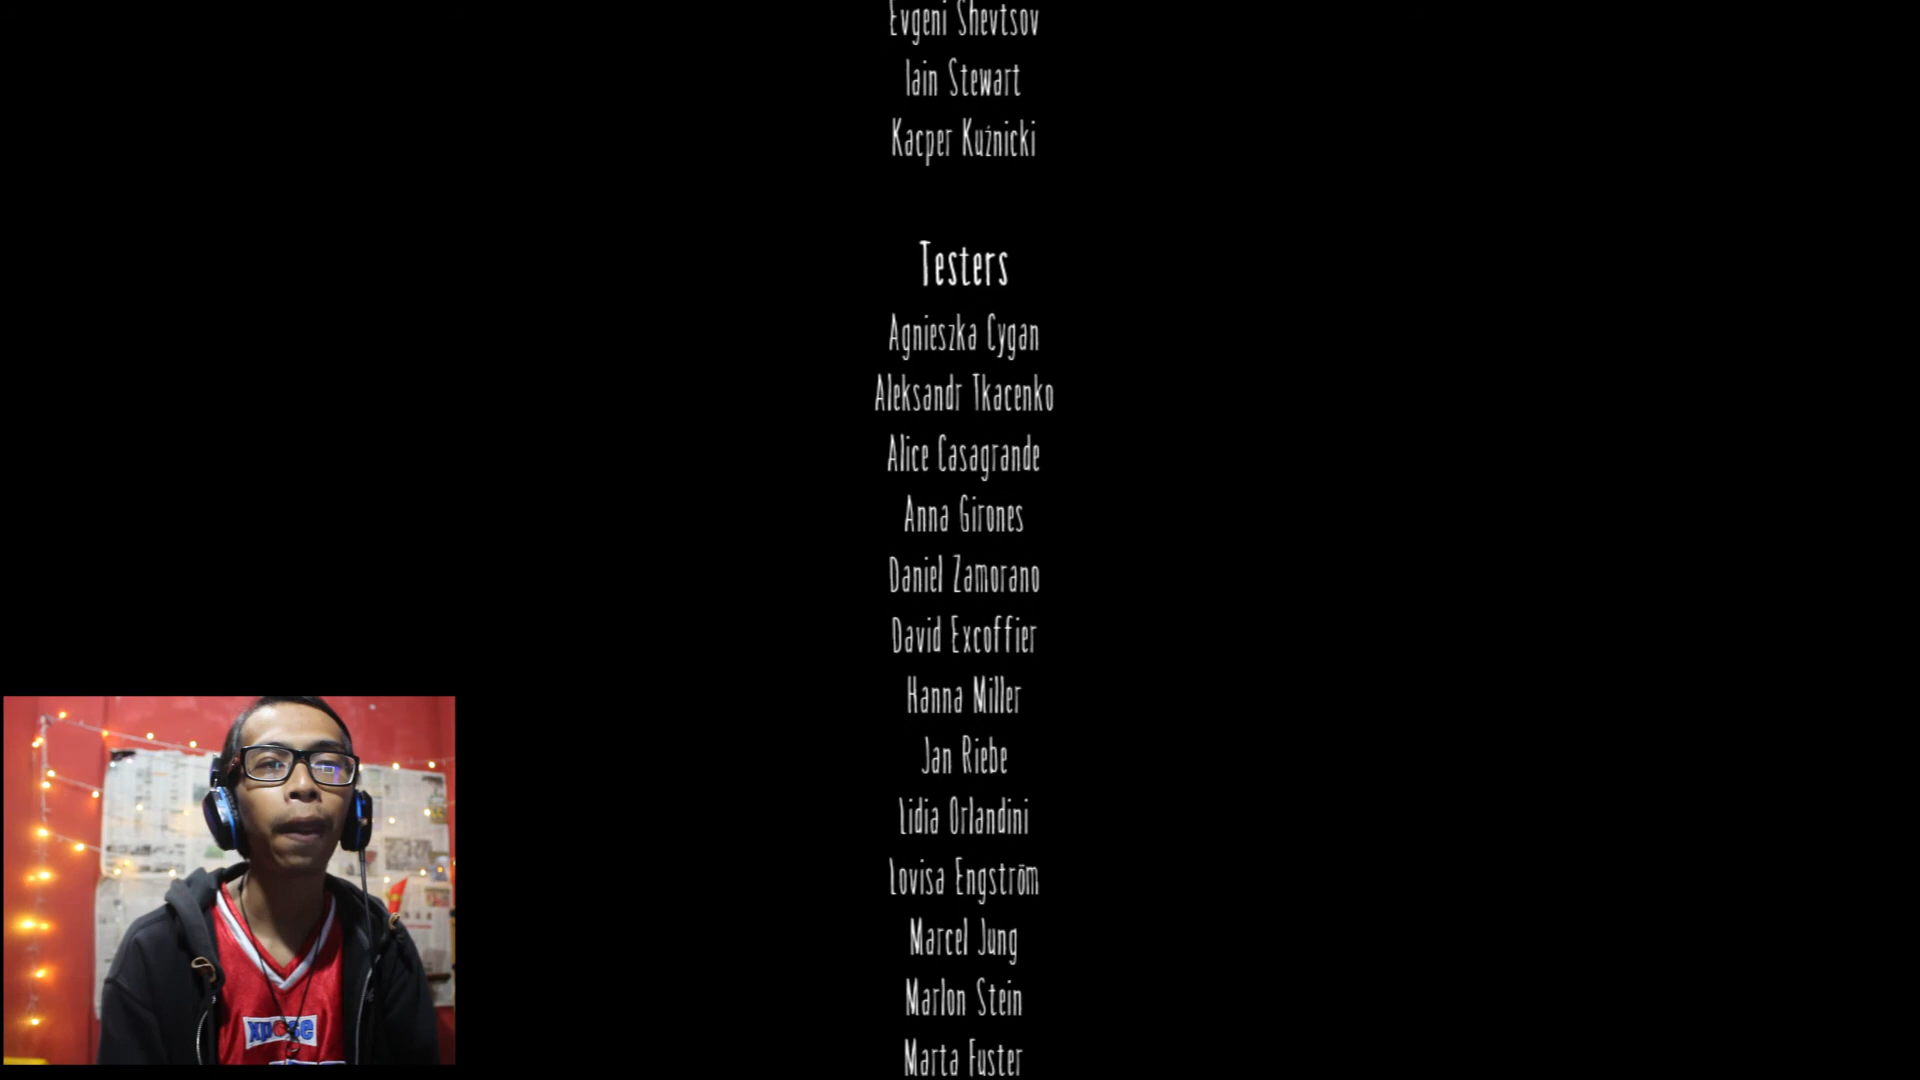 Evgeni Shevtsov
Iain Stewart
Kacper Kuźnicki
Testers
Agnieszka Cygan
Aleksandr Tkacenko
Alice Casagrande
Anna Girones
Daniel Zamorano
David Excoffier
Hanna Miller
Jan Riebe
Lidia Orlandini
Lovisa Engström
Marcel Jung
Marlon Stein
Marta Fuster